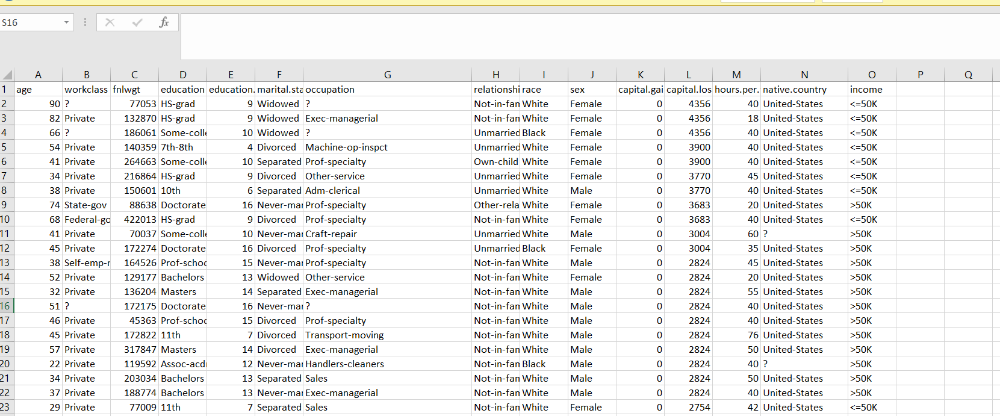 S16 fx
A B C D E F G H I J K L M N O P Q
1 age workclass fnlwgt education education. marital.sta occupation relationshi race sex capital.gai capital.los hours.per. native.country income
2 90 ? 77053 HS-grad 9 Widowed ? Not-in-fan White Female 0 4356 40 United-States <=50K
3 82 Private 132870 HS-grad 9 Widowed Exec-managerial Not-in-fan White Female 0 4356 18 United-States <=50K
4 66 ? 186061 Some-colle 10 Widowed ? Unmarried Black Female 0 4356 40 United-States <=50K
5 54 Private 140359 7th-8th 4 Divorced Machine-op-inspct Unmarried White Female 0 3900 40 United-States <=50K
6 41 Private 264663 Some-colle 10 Separated Prof-specialty Own-child White Female 0 3900 40 United-States <=50K
7 34 Private 216864 HS-grad 9 Divorced Other-service Unmarried White Female 0 3770 45 United-States <=50K
8 38 Private 150601 10th 6 Separated Adm-clerical Unmarried White Male 0 3770 40 United-States <=50K
9 74 State-gov 88638 Doctorate 16 Never-mar Prof-specialty Other-rela White Female 0 3683 20 United-States >50K
10 68 Federal-go 422013 HS-grad 9 Divorced Prof-specialty Not-in-fan White Female 0 3683 40 United-States <=50K
11 41 Private 70037 Some-colle 10 Never-mar Craft-repair Unmarried White Male 0 3004 60 ? >50K
12 45 Private 172274 Doctorate 16 Divorced Prof-specialty Unmarried Black Female 0 3004 35 United-States >50K
13 38 Self-emp-n 164526 Prof-schoo 15 Never-mar Prof-specialty Not-in-fan White Male 0 2824 45 United-States >50K
14 52 Private 129177 Bachelors 13 Widowed Other-service Not-in-fan White Female 0 2824 20 United-States >50K
15 32 Private 136204 Masters 14 Separated Exec-managerial Not-in-fan White Male 0 2824 55 United-States >50K
16 51 ? 172175 Doctorate 16 Never-mar ? Not-in-fan White Male 0 2824 40 United-States >50K
17 46 Private 45363 Prof-schoo 15 Divorced Prof-specialty Not-in-fan White Male 0 2824 40 United-States >50K
18 45 Private 172822 11th 7 Divorced Transport-moving Not-in-fan White Male 0 2824 76 United-States >50K
19 57 Private 317847 Masters 14 Divorced Exec-managerial Not-in-fan White Male 0 2824 50 United-States >50K
20 22 Private 119592 Assoc-acdr 12 Never-mar Handlers-cleaners Not-in-fan Black Male 0 2824 40 ? >50K
21 34 Private 203034 Bachelors 13 Separated Sales Not-in-fan White Male 0 2824 50 United-States >50K
22 37 Private 188774 Bachelors 13 Never-mar Exec-managerial Not-in-fan White Male 0 2824 40 United-States >50K
23 29 Private 77009 11th 7 Separated Sales Not-in-fan White Female 0 2754 42 United-States <=50K